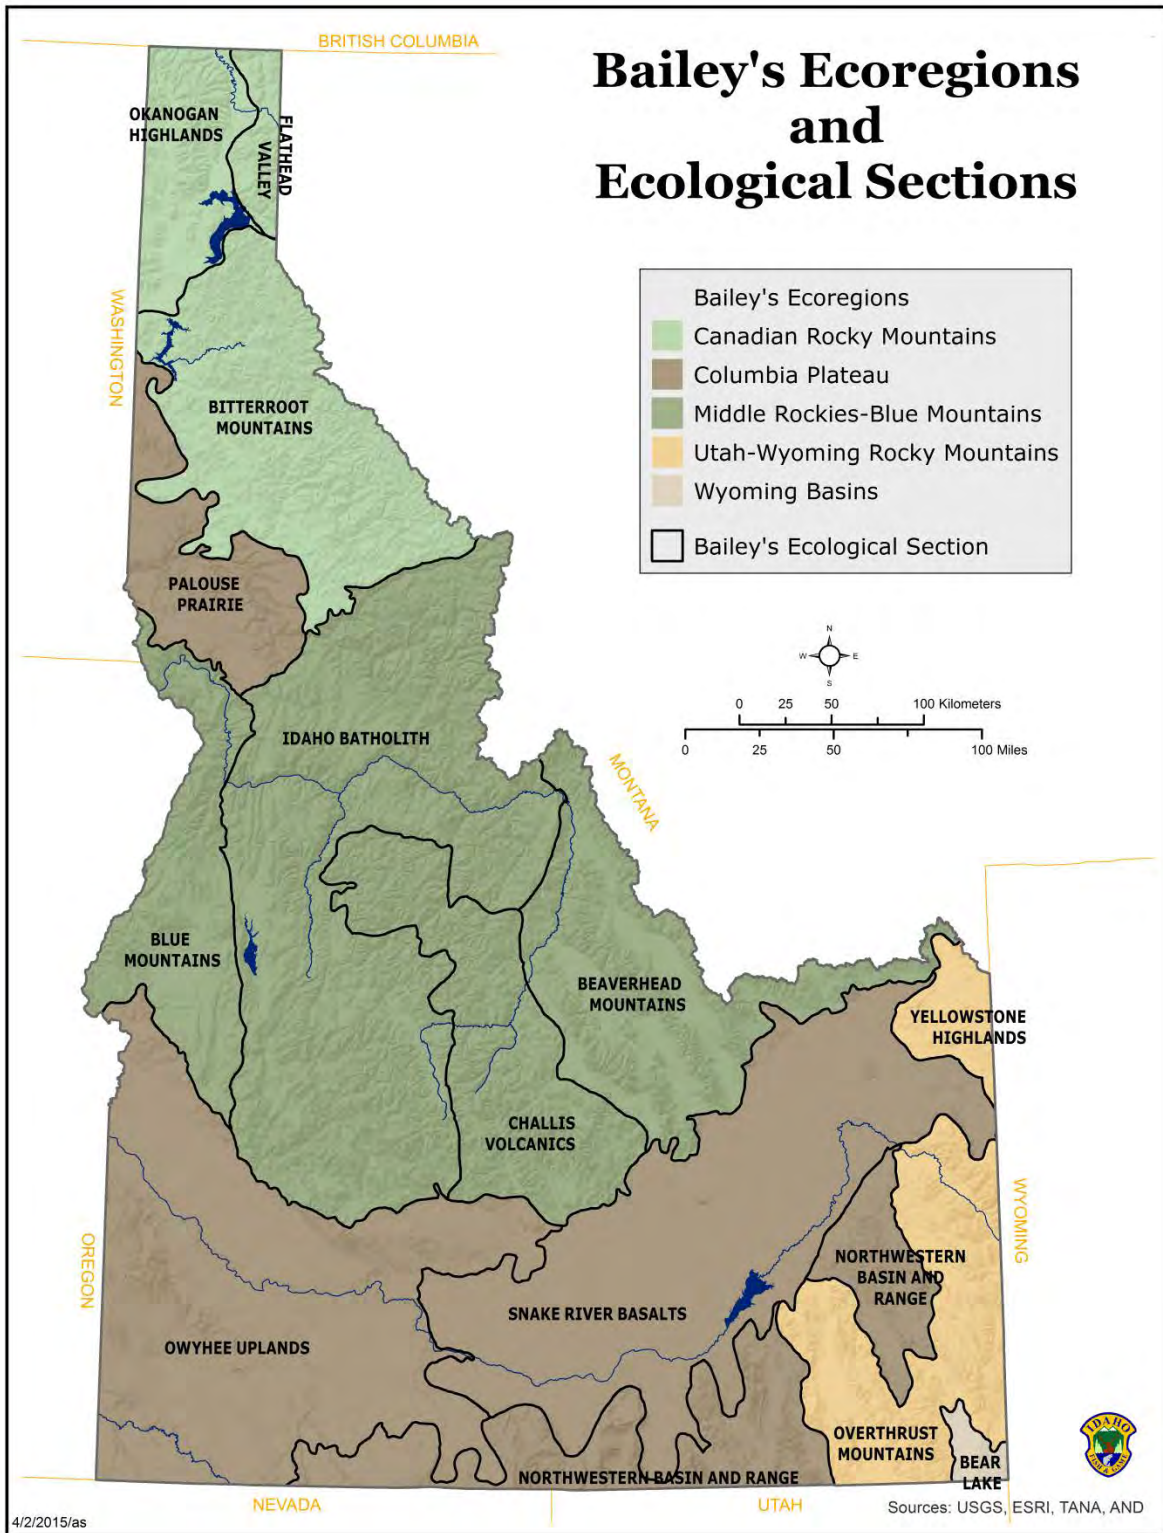 Bailey's Ecoregions
and
Ecological Sections
BRITISH COLUMBIA
OKANOGAN
HIGHLANDS
FLATHEAD
VALLEY
WASHINGTON
Bailey's Ecoregions
Canadian Rocky Mountains
Columbia Plateau
Middle Rockies-Blue Mountains
Utah-Wyoming Rocky Mountains
Wyoming Basins
Bailey's Ecological Section
BITTERROOT
MOUNTAINS
PALOUSE
PRAIRIE
N
W E
S
0 25 50 100 Kilometers
0 25 50 100 Miles
IDAHO BATHOLITH
MONTANA
BLUE
MOUNTAINS
BEAVERHEAD
MOUNTAINS
YELLOWSTONE
HIGHLANDS
CHALLIS
VOLCANICS
WYOMING
OREGON
NORTHWESTERN
BASIN AND
RANGE
SNAKE RIVER BASALTS
OWYHEE UPLANDS
OVERTHRUST
MOUNTAINS
BEAR
LAKE
NORTHWESTERN BASIN AND RANGE
IDAHO
FISH & GAME
NEVADA
UTAH
Sources: USGS, ESRI, TANA, AND
4/2/2015/as